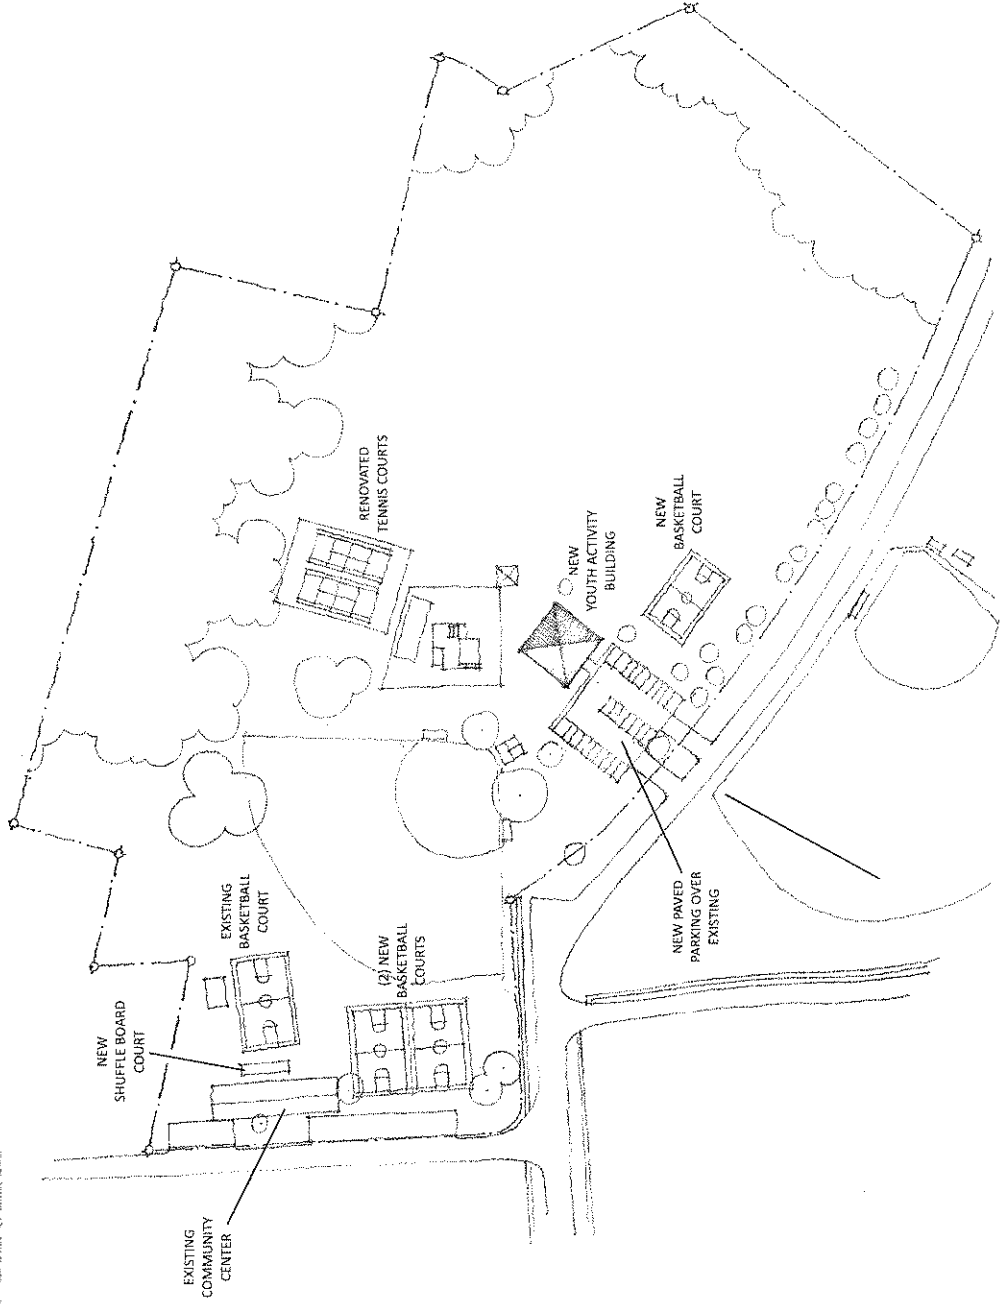 EXISTING
COMMUNITY
CENTER
NEW
SHUFFLE BOARD
COURT
EXISTING
BASKETBALL
COURT
(2) NEW
BASKETBALL
COURTS
NEW PAVED
PARKING OVER
EXISTING
RENOVATED
TENNIS COURTS
NEW
YOUTH ACTIVITY
BUILDING
NEW
BASKETBALL
COURT